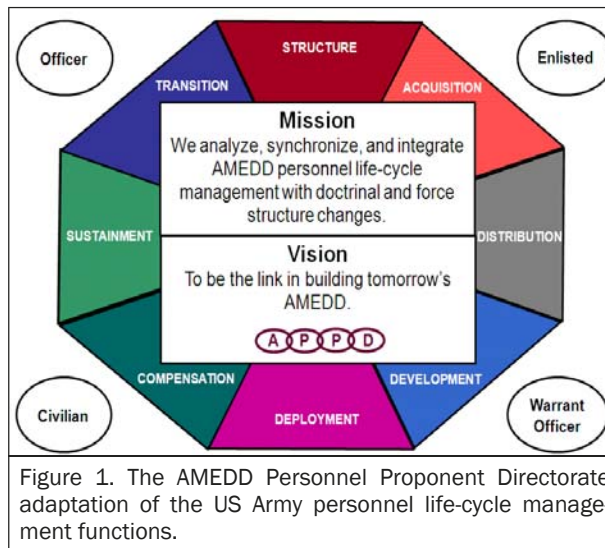 Officer
Enlisted
STRUCTURE
TRANSITION
ACQUISITION
Mission
We analyze, synchronize, and integrate
AMEDD personnel life-cycle
management with doctrinal and force
structure changes.
SUSTAINMENT
DISTRIBUTION
Vision
To be the link in building tomorrow's
AMEDD.
A P P D
COMPENSATION
DEVELOPMENT
DEPLOYMENT
Civilian
Warrant
Officer
Figure 1. The AMEDD Personnel Proponent Directorate
adaptation of the US Army personnel life-cycle manage-
ment functions.